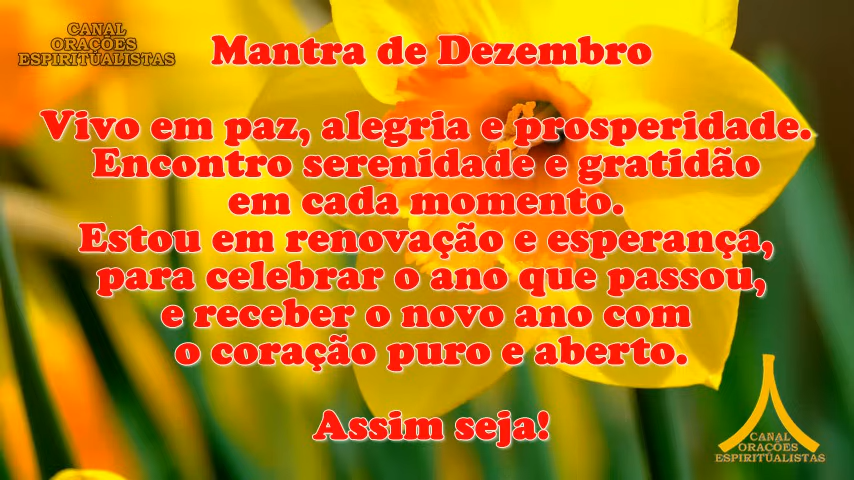 CANAL
ORAÇÕES
ESPIRITUALISTAS
Mantra de Dezembro
Vivo em paz, alegria e prosperidade.
Encontro serenidade e gratidão
em cada momento.
Estou em renovação e esperança,
para celebrar o ano que passou,
e receber o novo ano com
o coração puro e aberto.
Assim seja!
CANAL
ORAÇÕES
ESPIRITUALISTAS